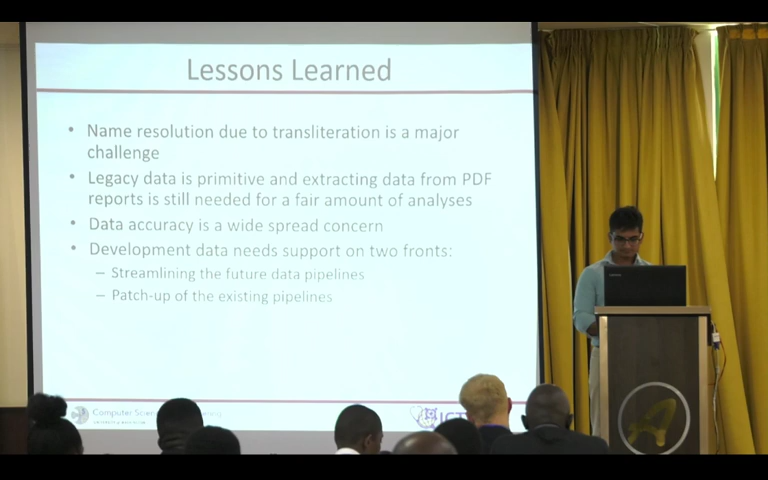 Lessons Learned
• Name resolution due to transliteration is a major
challenge
• Legacy data is primitive and extracting data from PDF
reports is still needed for a fair amount of analyses
• Data accuracy is a wide spread concern
• Development data needs support on two fronts:
– Streamlining the future data pipelines
– Patch-up of the existing pipelines
Computer